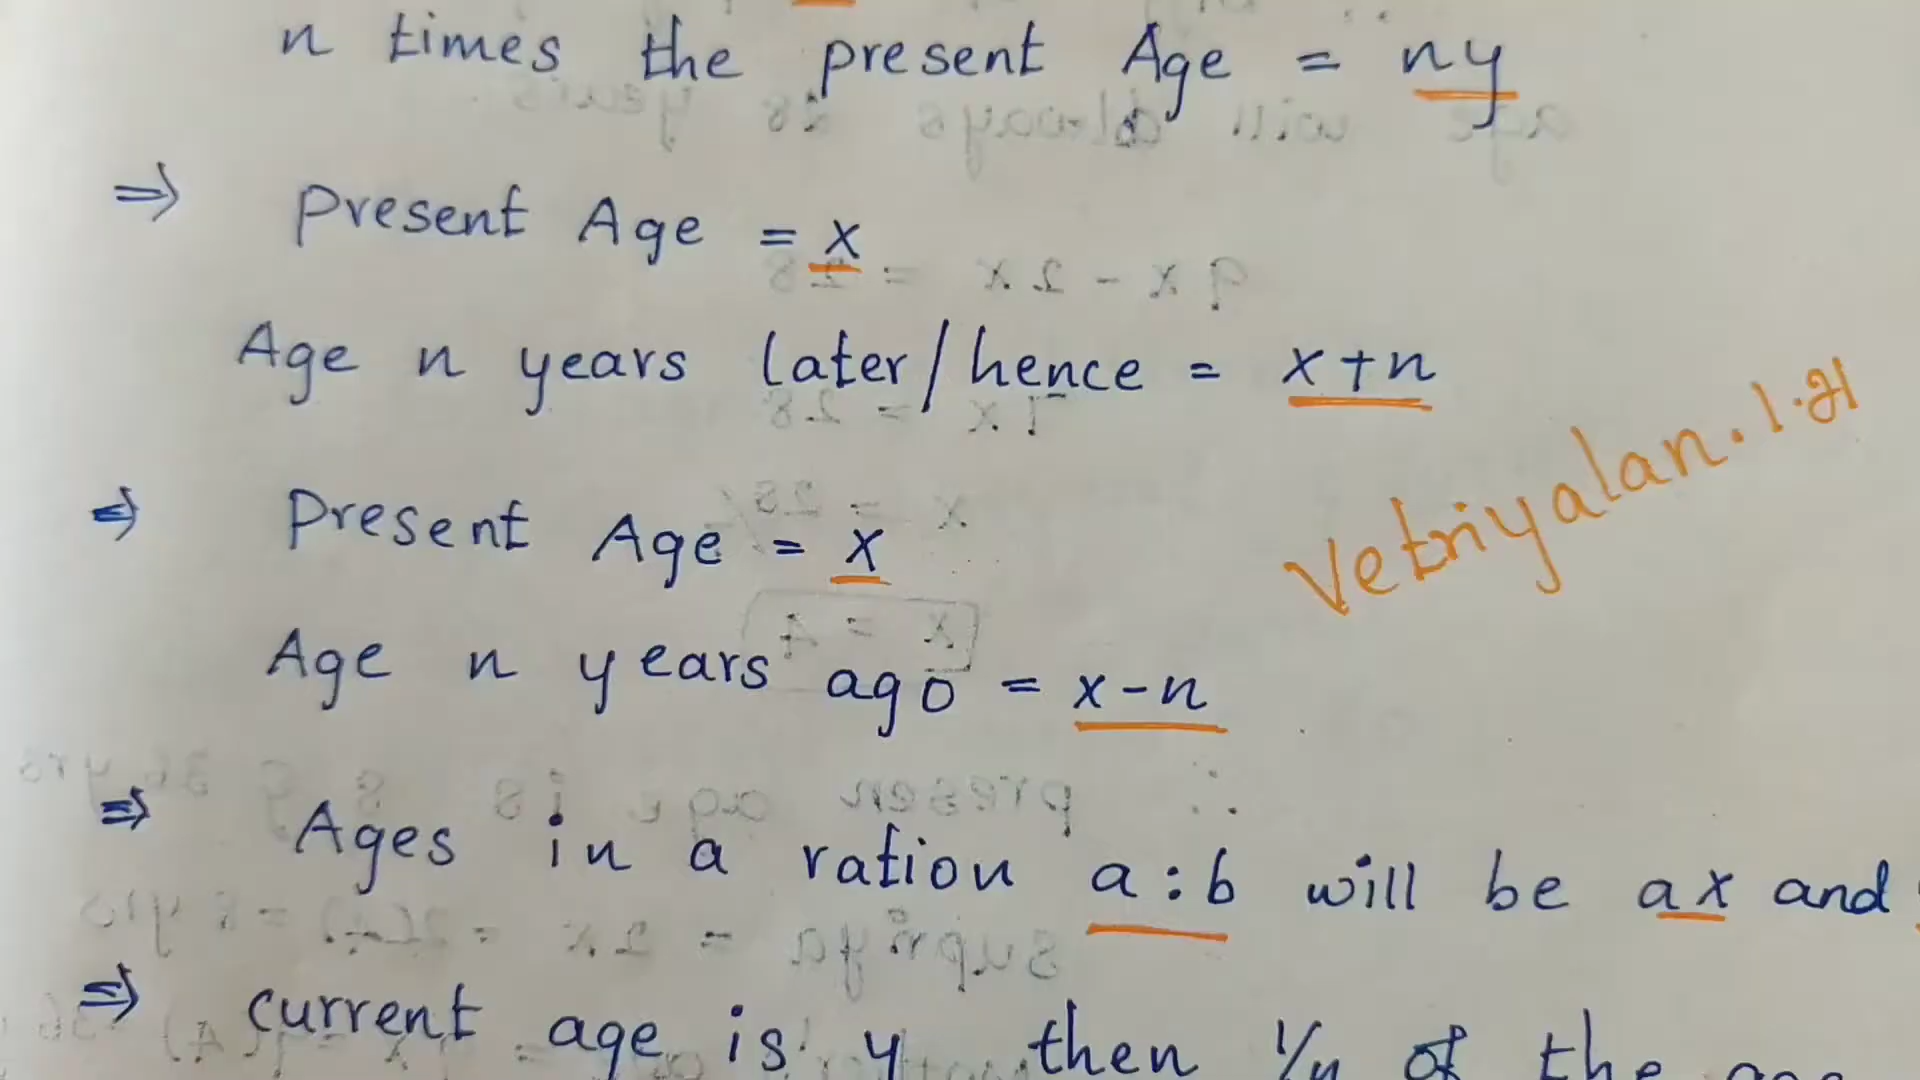 n times the present Age = ny
⇒ Present Age = x
Age n years later/hence = x+n
Vetriyalan.I.H
⇒ Present Age = x
Age n years ago = x-n
⇒ Ages in a ration a:b will be ax and
⇒ current age is y then 1/n of the age